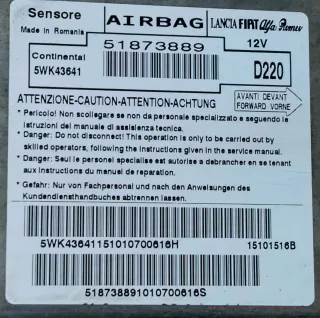 Sensore AIRBAG LANCIA FIAT Alfa Romeo
Made in Romania 51873889 12V
Continental
5WK43641 D220
ATTENZIONE-CAUTION-ATTENTION-ACHTUNG
AVANTI DEVANT
FORWARD VORNE
* Pericolo! Non scollegare se non da personale specializzato e seguendo le
istruzioni del manuale di assistenza tecnica.
* Danger: Do not disconnect! This operation is only to be carried out by
skilled operators, following the instructions given in the service manual.
* Danger: Seul le personel specialise est autorise a debrancher en se tenant
aux instructions du manuel de reparation.
* Gefahr: Nur von Fachpersonal und nach den Anweisungen des
Kundendiensthandbuches abtrennen lassen.
5WK43641151010700616H 15101516B
518738891010700616S